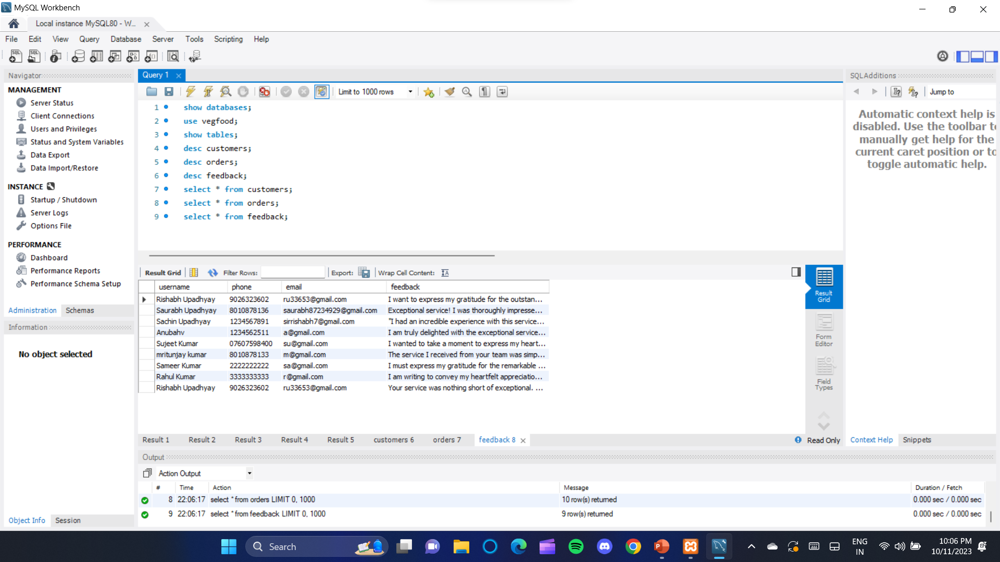 MySQL Workbench
Local instance MySQL80 - W...
File Edit View Query Database Server Tools Scripting Help
Navigator
MANAGEMENT
Server Status
Client Connections
Users and Privileges
Status and System Variables
Data Export
Data Import/Restore
INSTANCE
Startup / Shutdown
Server Logs
Options File
PERFORMANCE
Dashboard
Performance Reports
Performance Schema Setup
Administration Schemas
Information
No object selected
Object Info Session
Query 1
Limit to 1000 rows
1 show databases;
2 use vegfood;
3 show tables;
4 desc customers;
5 desc orders;
6 desc feedback;
7 select * from customers;
8 select * from orders;
9 select * from feedback;
Result Grid Filter Rows: Export: Wrap Cell Content:
username phone email feedback
Rishabh Upadhyay 9026323602 ru33653@gmail.com I want to express my gratitude for the outstan...
Saurabh Upadhyay 8010878136 saurabh87234929@gmail.com Exceptional service! I was thoroughly impresse...
Sachin Upadhyay 1234567891 sirrishabh7@gmail.com "I had an incredible experience with this service...
Anubahv 1234562511 a@gmail.com I am truly delighted with the exceptional service...
Sujeet Kumar 07607598400 su@gmail.com I wanted to take a moment to express my heart...
mritunjay kumar 8010878133 m@gmail.com The service I received from your team was simp...
Sameer Kumar 2222222222 sa@gmail.com I must express my gratitude for the remarkable ...
Rahul Kumar 3333333333 r@gmail.com I am writing to convey my heartfelt appreciatio...
Rishabh Upadhyay 9026323602 ru33653@gmail.com Your service was nothing short of exceptional. ...
Result Grid
Form Editor
Field Types
Result 1 Result 2 Result 3 Result 4 Result 5 customers 6 orders 7 feedback 8
Read Only
SQLAdditions
Jump to
Automatic context help is
disabled. Use the toolbar to
manually get help for the
current caret position or to
toggle automatic help.
Context Help Snippets
Output
Action Output
# Time Action Message Duration / Fetch
8 22:06:17 select * from orders LIMIT 0, 1000 10 row(s) returned 0.000 sec / 0.000 sec
9 22:06:17 select * from feedback LIMIT 0, 1000 9 row(s) returned 0.000 sec / 0.000 sec
Search
ENG
IN
10:06 PM
10/11/2023